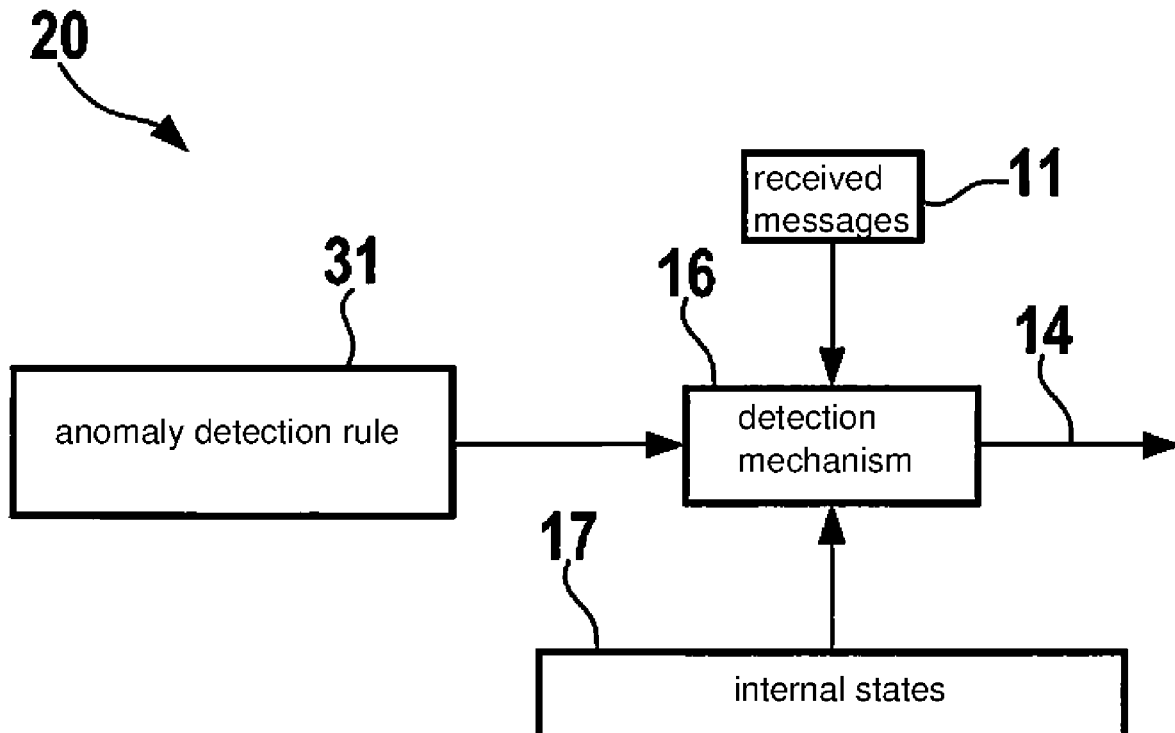 20
received
messages
11
31
16
14
anomaly detection rule
detection
mechanism
17
internal states